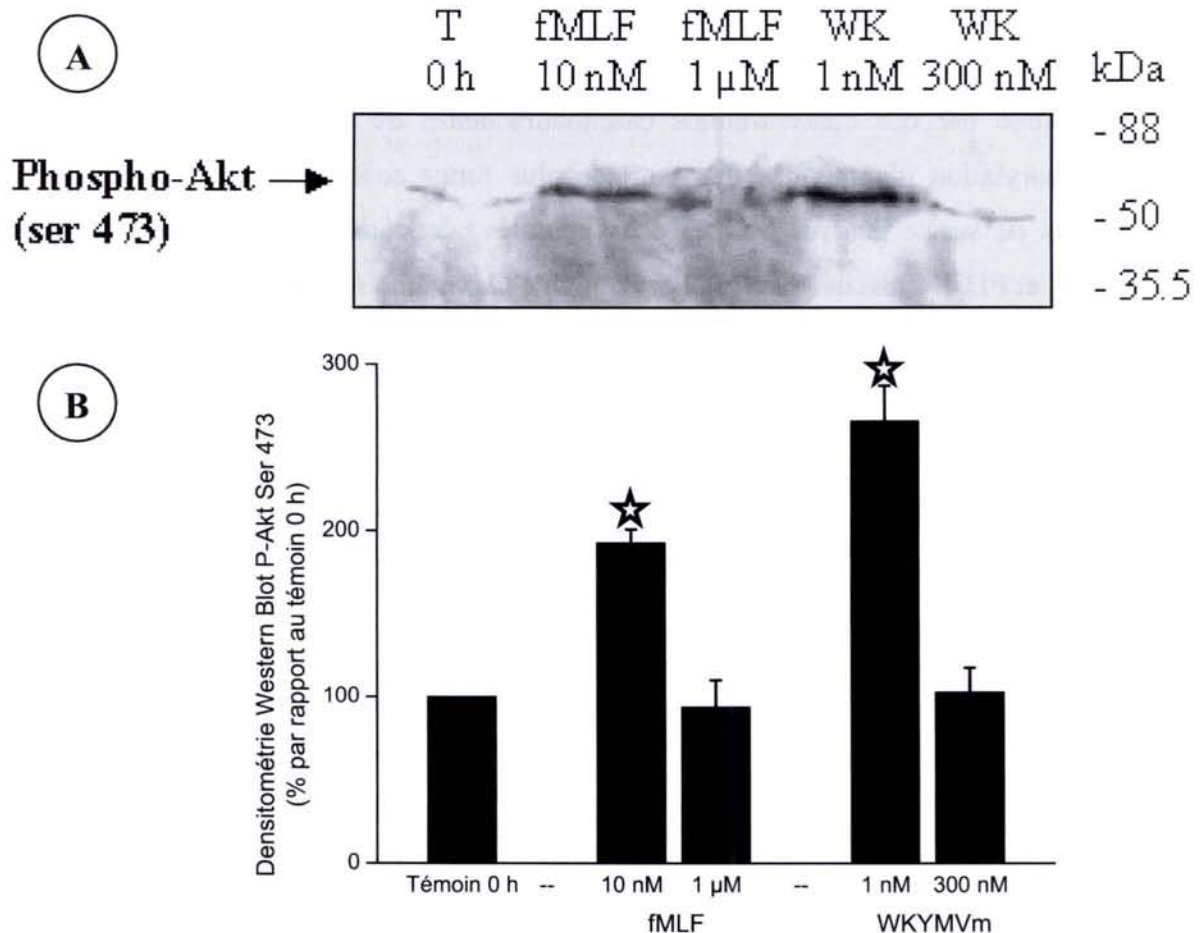 A
T fMLF fMLF WK WK
0 h 10 nM 1 µM 1 nM 300 nM kDa
Phospho-Akt
(ser 473)
- 88
- 50
- 35.5
B
Densitométrie Western Blot P-Akt Ser 473
(% par rapport au témoin 0 h)
300
200
100
0
Témoin 0 h -- 10 nM 1 µM -- 1 nM 300 nM
fMLF WKYMVm